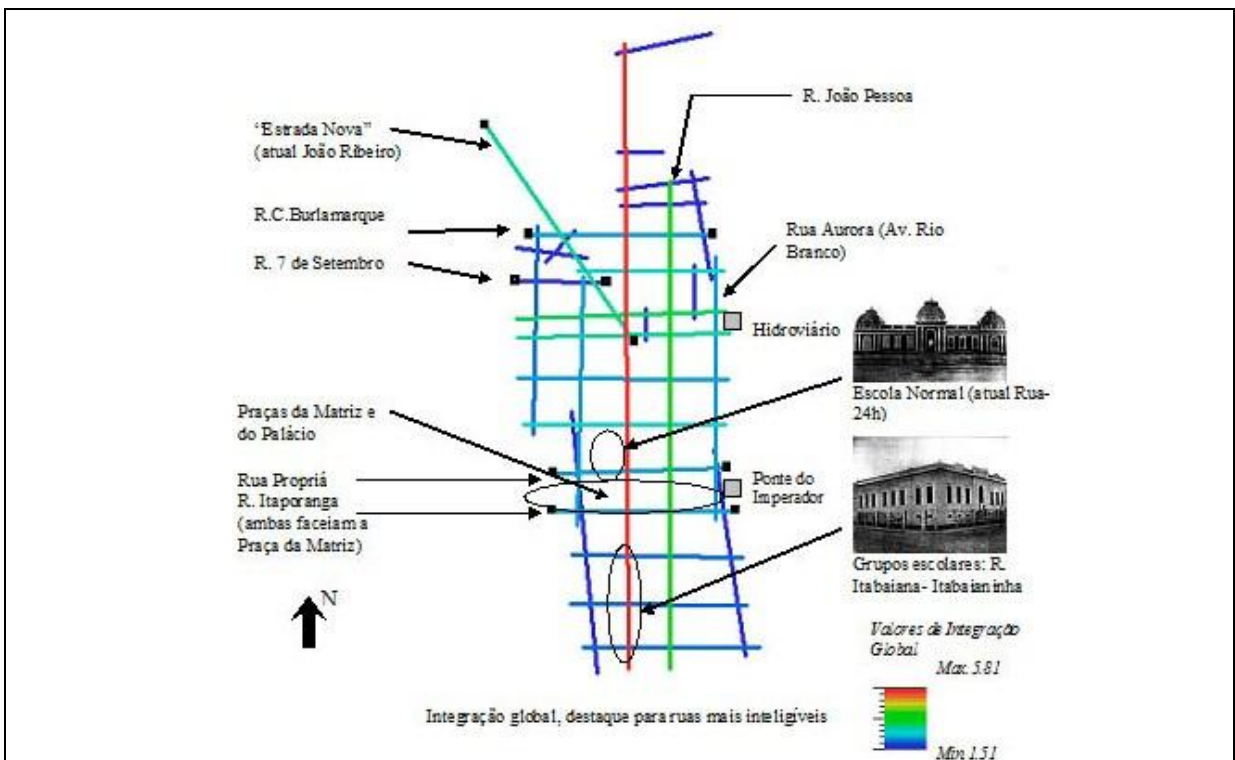 R. João Pessoa
"Estrada Nova"
(atual João Ribeiro)
R.C.Burlamarque
Rua Aurora (Av. Rio
Branco)
R. 7 de Setembro
Hidroviário
Escola Normal (atual Rua-
24h)
Praças da Matriz e
do Palácio
Rua Propriá
R. Itaporanga
(ambas faceiam a
Praça da Matriz)
Ponte do
Imperador
Grupos escolares: R.
Itabaiana- Itabaianinha
N
Valores de Integração
Global
Max. 5.81
Min 1.51
Integração global, destaque para ruas mais inteligíveis